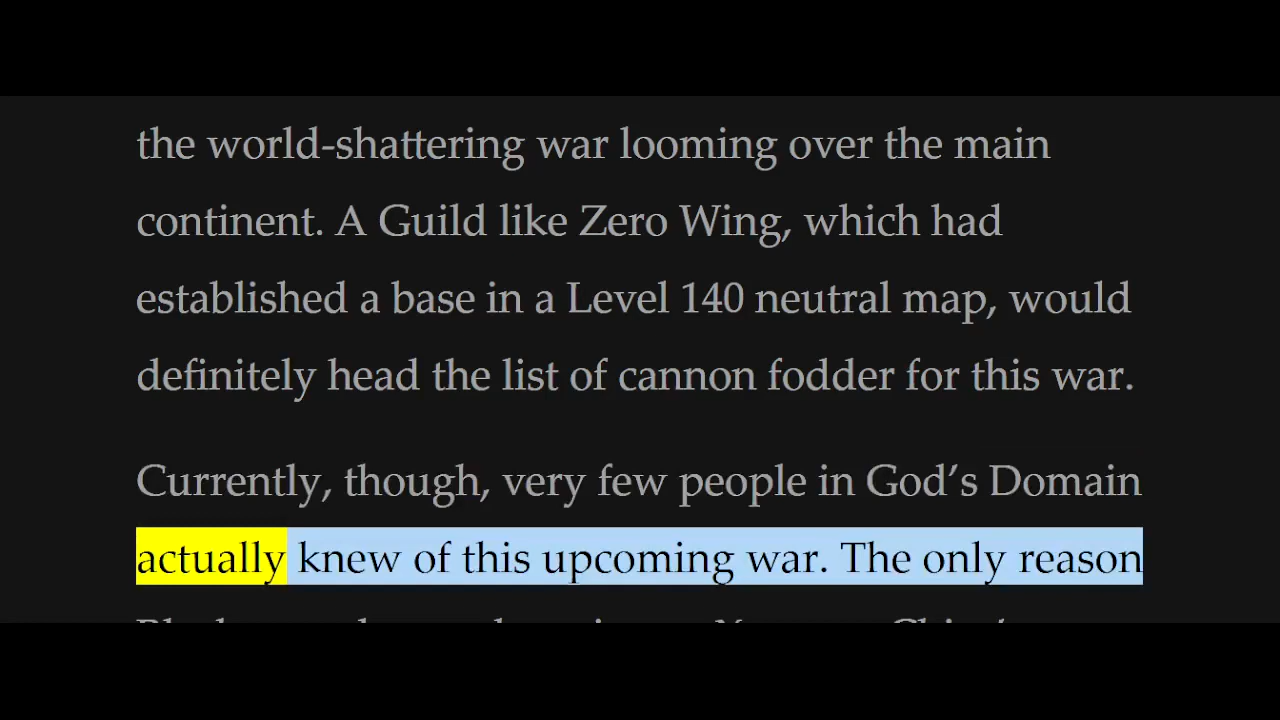 the world-shattering war looming over the main
continent. A Guild like Zero Wing, which had
established a base in a Level 140 neutral map, would
definitely head the list of cannon fodder for this war.
Currently, though, very few people in God’s Domain
actually knew of this upcoming war. The only reason